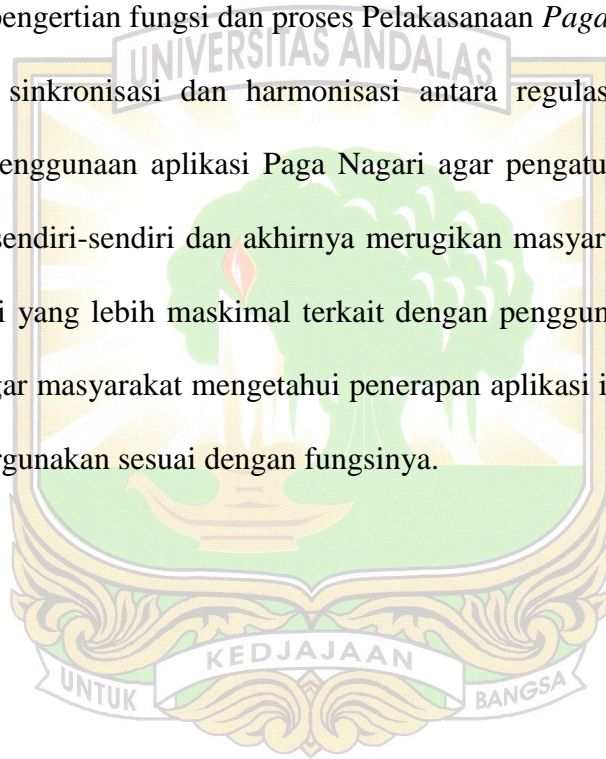 pengertian fungsi dan proses Pelakasanaan Paga
UNIVERSITAS ANDALAS
sinkronisasi dan harmonisasi antara regulas
enggunaan aplikasi Paga Nagari agar pengatu
sendiri-sendiri dan akhirnya merugikan masyar
i yang lebih maskimal terkait dengan penggun
gar masyarakat mengetahui penerapan aplikasi i
ergunakan sesuai dengan fungsinya.
KEDJAJAAN
UNTUK
BANGSA